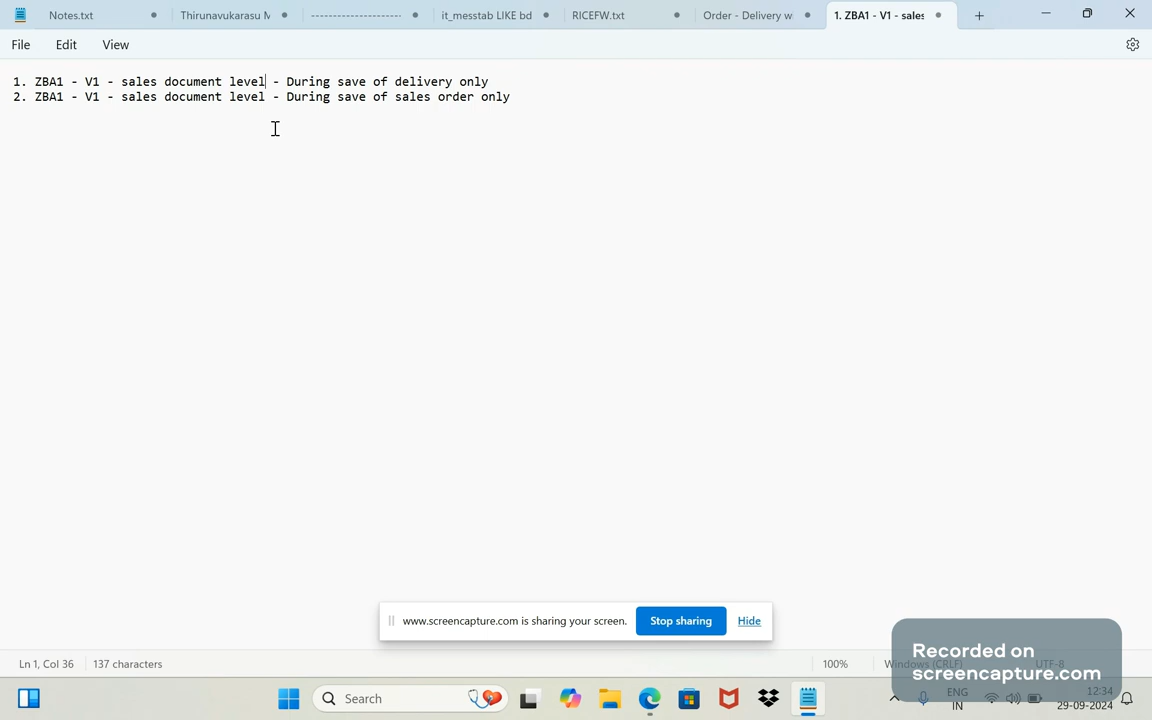 Notes.txt
Thirunavukarasu M
--------------------
it_messtab LIKE bd
RICEFW.txt
Order - Delivery w
1. ZBA1 - V1 - sales
File
Edit
View
1. ZBA1 - V1 - sales document level - During save of delivery only
2. ZBA1 - V1 - sales document level - During save of sales order only
www.screencapture.com is sharing your screen.
Stop sharing
Hide
Recorded on
screencapture.com
Ln 1, Col 36
137 characters
100%
Windows (CRLF)
UTF-8
Search
ENG
IN
12:34
29-09-2024